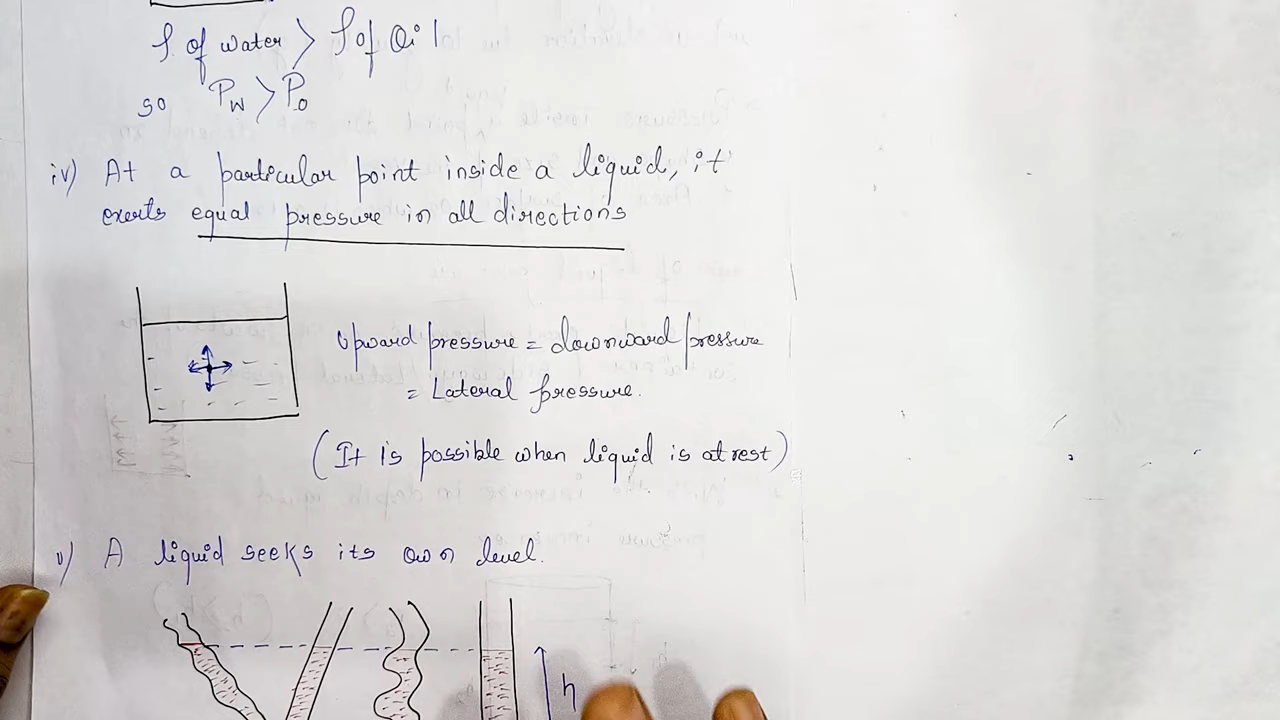 ρ of water > ρ of Oil
so P_W > P_O
iv) At a particular point inside a liquid, it
exerts equal pressure in all directions
Upward pressure = downward pressure
= Lateral pressure.
(It is possible when liquid is at rest)
v) A liquid seeks its own level.
h